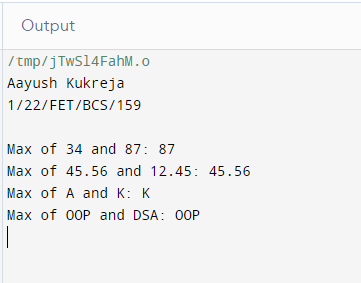 Output
/tmp/jTwSl4FahM.o
Aayush Kukreja
1/22/FET/BCS/159
Max of 34 and 87: 87
Max of 45.56 and 12.45: 45.56
Max of A and K: K
Max of OOP and DSA: OOP